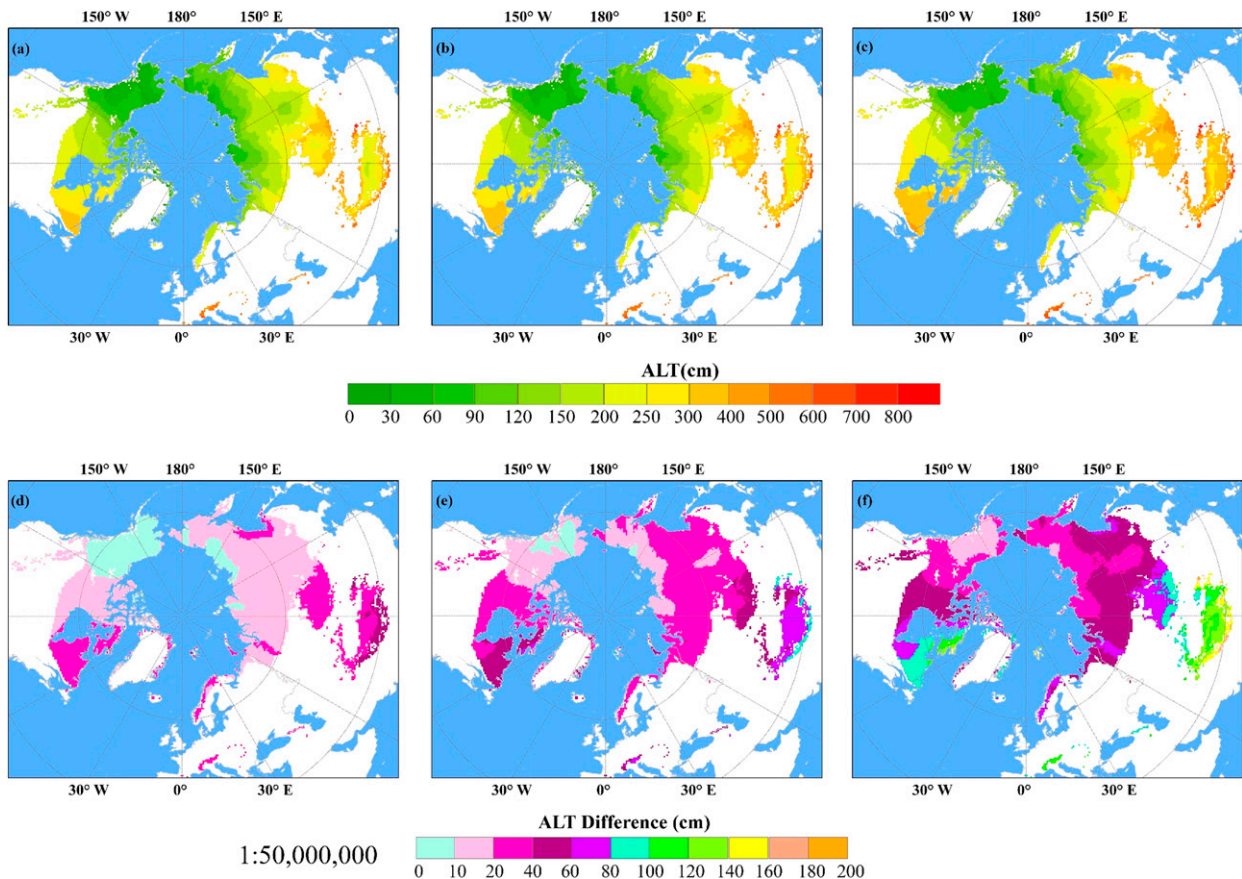 150° W 180° 150° E 150° W 180° 150° E 150° W 180° 150° E
(a) (b) (c)
30° W 0° 30° E 30° W 0° 30° E 30° W 0° 30° E
ALT(cm)
0 30 60 90 120 150 200 250 300 400 500 600 700 800
150° W 180° 150° E 150° W 180° 150° E 150° W 180° 150° E
(d) (e) (f)
30° W 0° 30° E 30° W 0° 30° E 30° W 0° 30° E
ALT Difference (cm)
1:50,000,000
0 10 20 40 60 80 100 120 140 160 180 200